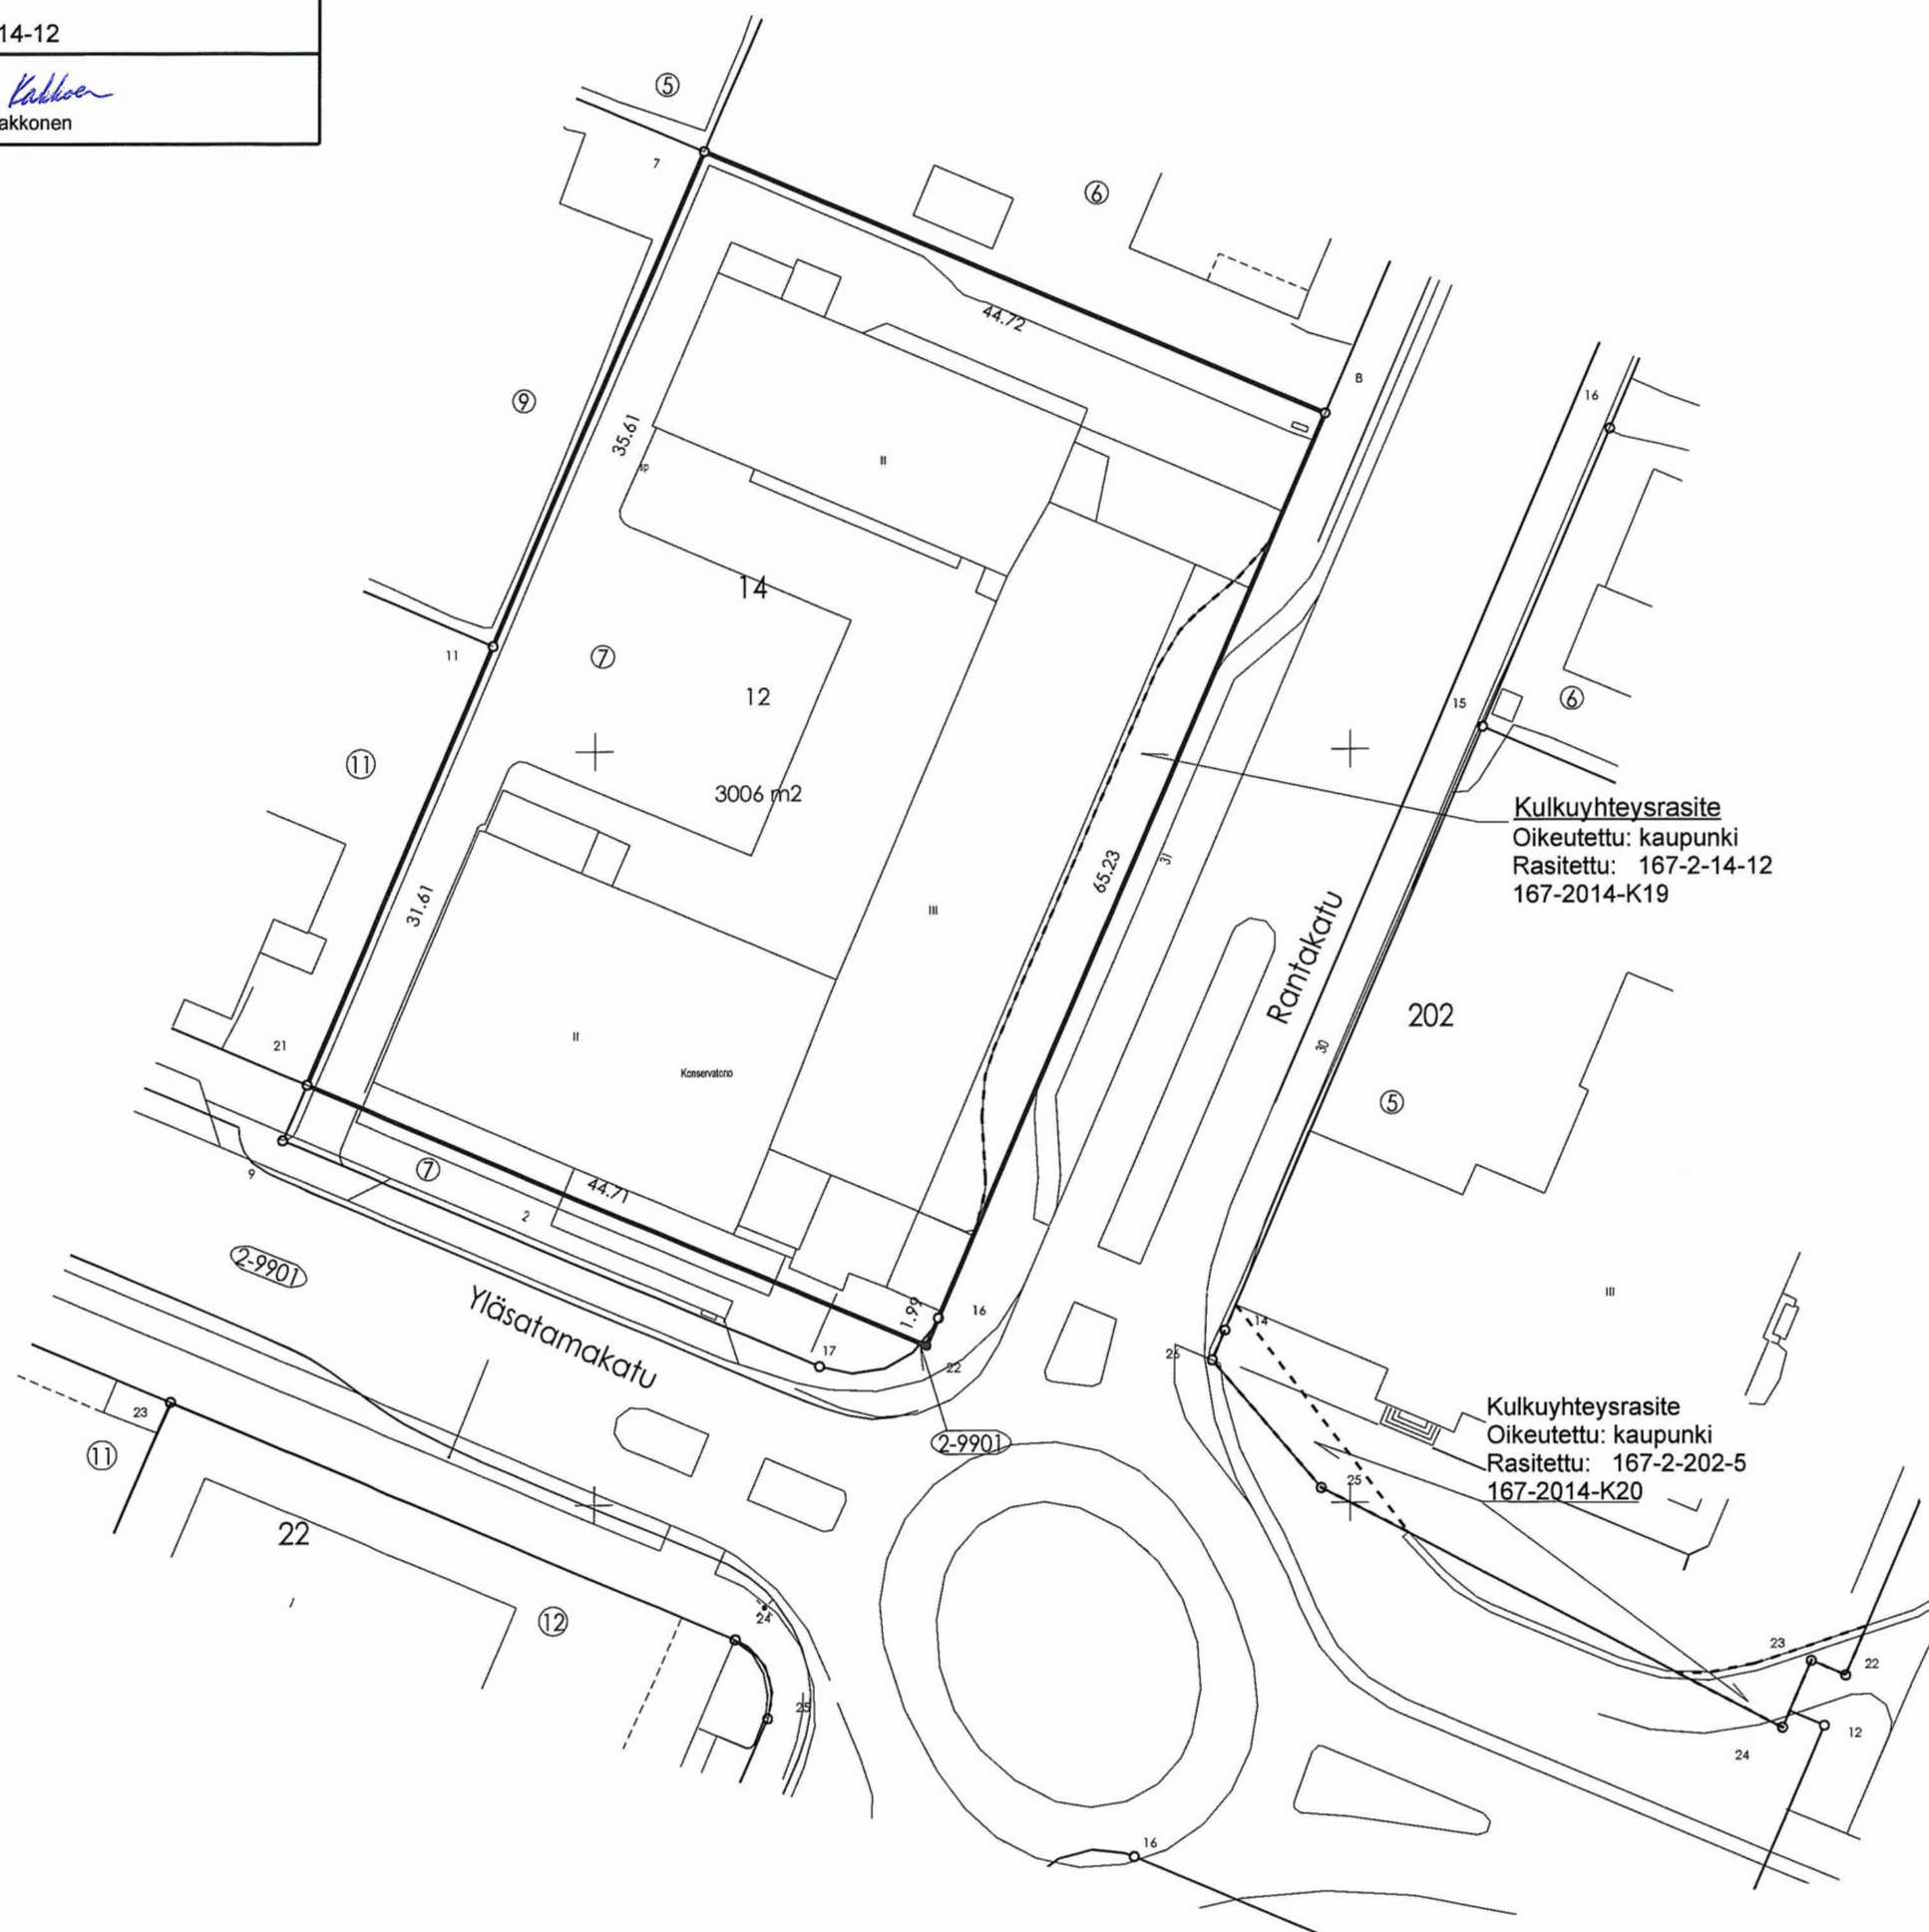 14-12
akkonen
5
7
6
44.72
8
16
9
35.61
sp
II
14
7
11
12
15
6
11
3006 m2
Kulkuyhteysrasite
Oikeutettu: kaupunki
Rasitettu: 167-2-14-12
167-2014-K19
65.23
31
31.61
III
Rantakatu
202
21
II
Konservatorio
30
5
9
7
44.71
2
2-9901
Yläsatamakatu
1.99
16
17
22
14
26
III
2-9901
Kulkuyhteysrasite
Oikeutettu: kaupunki
Rasitettu: 167-2-202-5
167-2014-K20
23
11
25
22
12
24
23
22
25
12
24
16